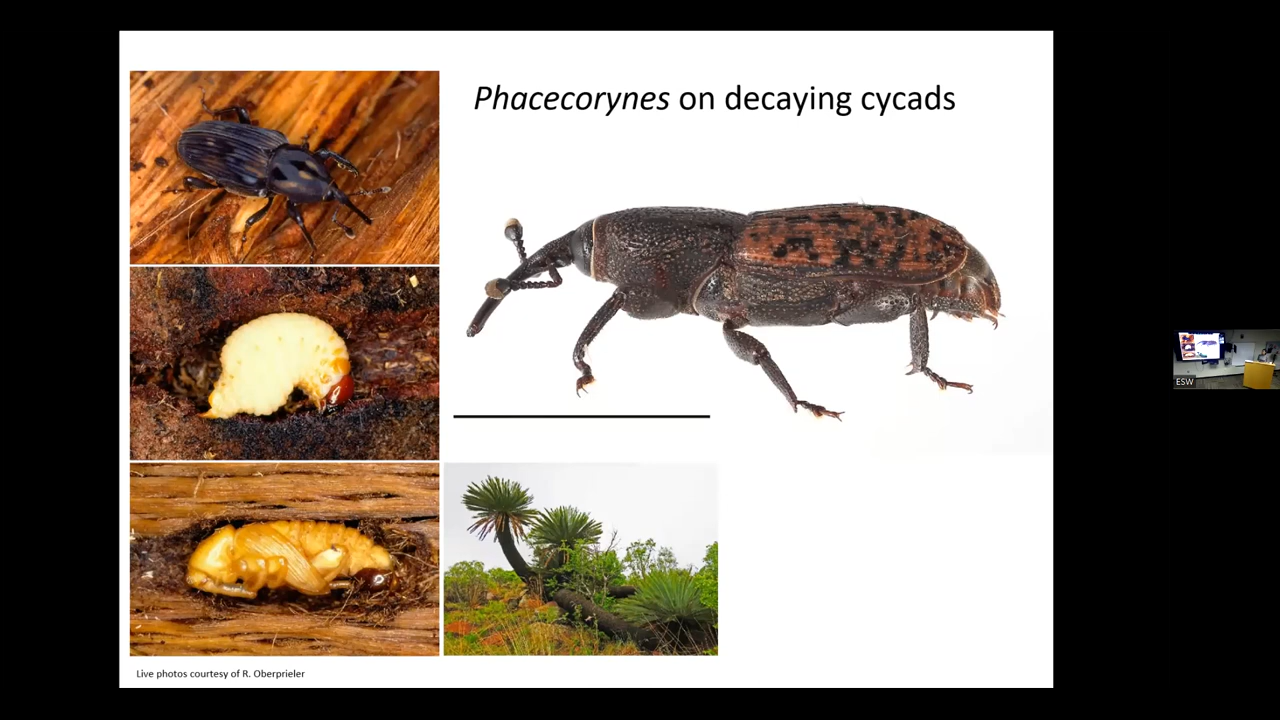 Phacecorynes on decaying cycads
Live photos courtesy of R. Oberprieler
ESW